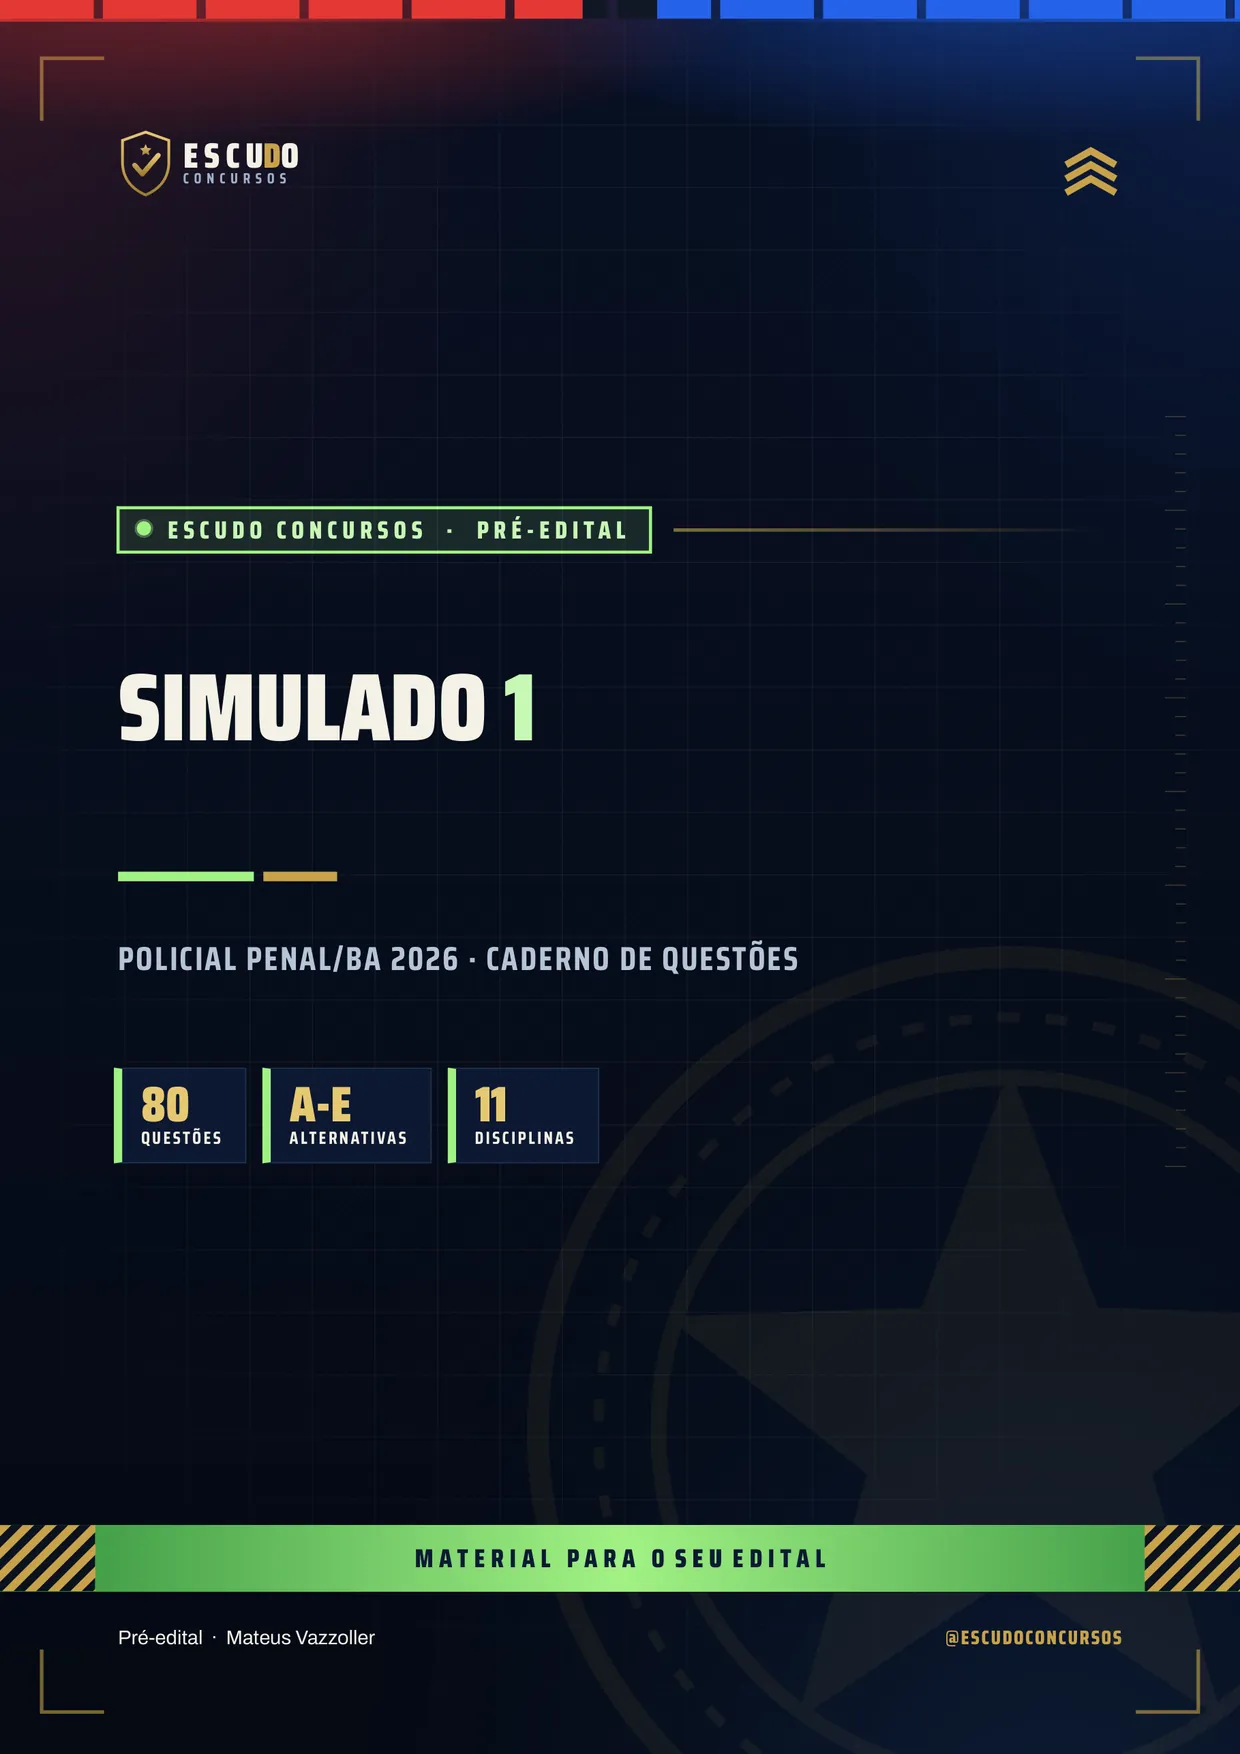 ESCUDO
CONCURSOS
ESCUDO CONCURSOS · PRÉ-EDITAL
SIMULADO 1
POLICIAL PENAL/BA 2026 · CADERNO DE QUESTÕES
80
QUESTÕES
A-E
ALTERNATIVAS
11
DISCIPLINAS
MATERIAL PARA O SEU EDITAL
Pré-edital · Mateus Vazzoller
@ESCUDOCONCURSOS